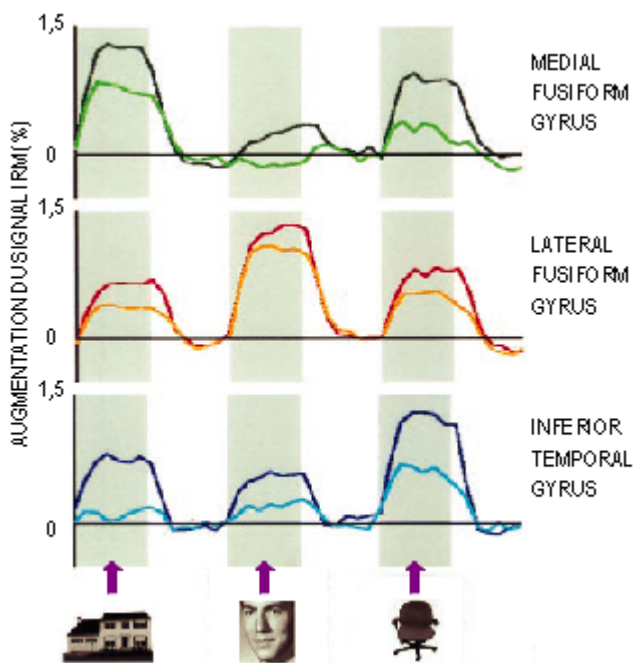 1,5
0
MEDIAL
FUSIFORM
GYRUS
1,5
0
LATERAL
FUSIFORM
GYRUS
1,5
0
INFERIOR
TEMPORAL
GYRUS
AUGMENTATION DU SIGNAL IRM (%)